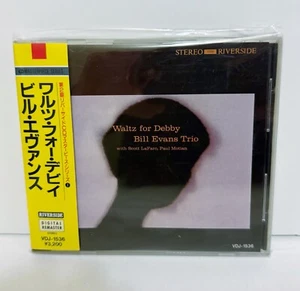 STEREO RIVERSIDE
Waltz for Debby
Bill Evans Trio
with Scott LaFaro, Paul Motian
VDJ-1536
ワルツ・フォー・デビイ
ビル・エヴァンス
RIVERSIDE
DIGITAL
REMASTER
VDJ-1536
¥3,200